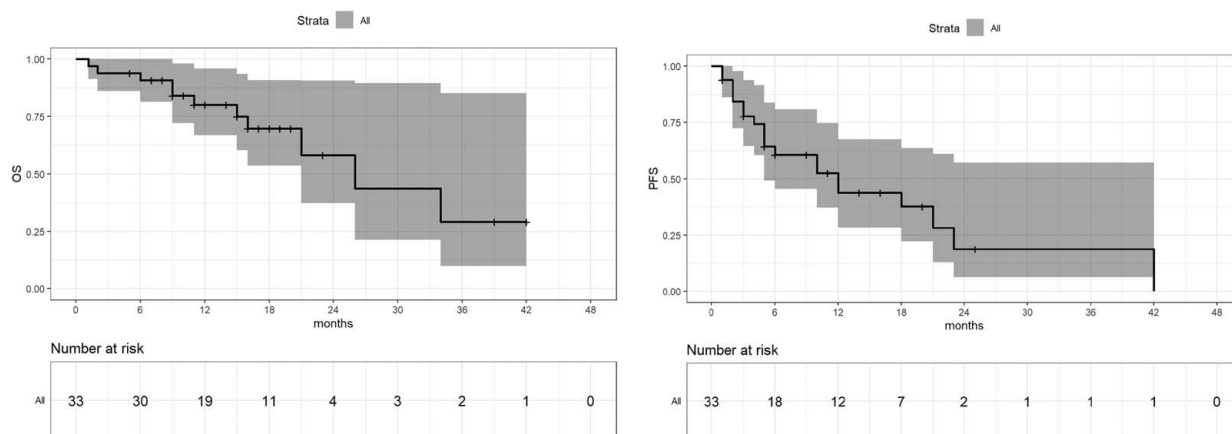 Strata All
1.00
0.75
0.50
0.25
0.00
OS
0 6 12 18 24 30 36 42 48
months
Number at risk
All 33 30 19 11 4 3 2 1 0
Strata All
1.00
0.75
0.50
0.25
0.00
PFS
0 6 12 18 24 30 36 42 48
months
Number at risk
All 33 18 12 7 2 1 1 1 0